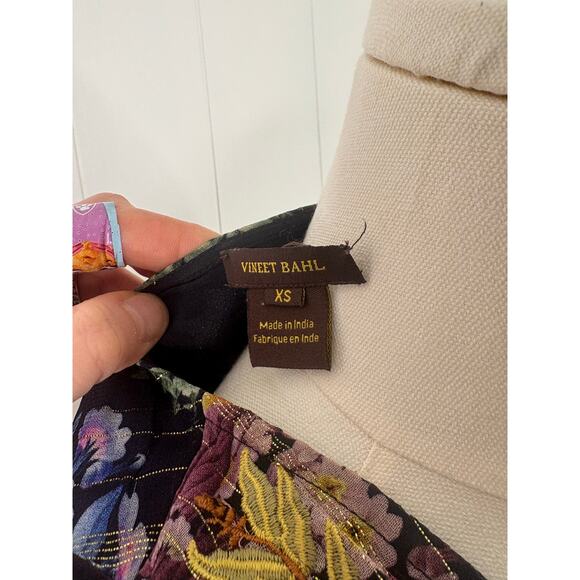 VINEET BAHL
XS
Made in India
Fabrique en Inde